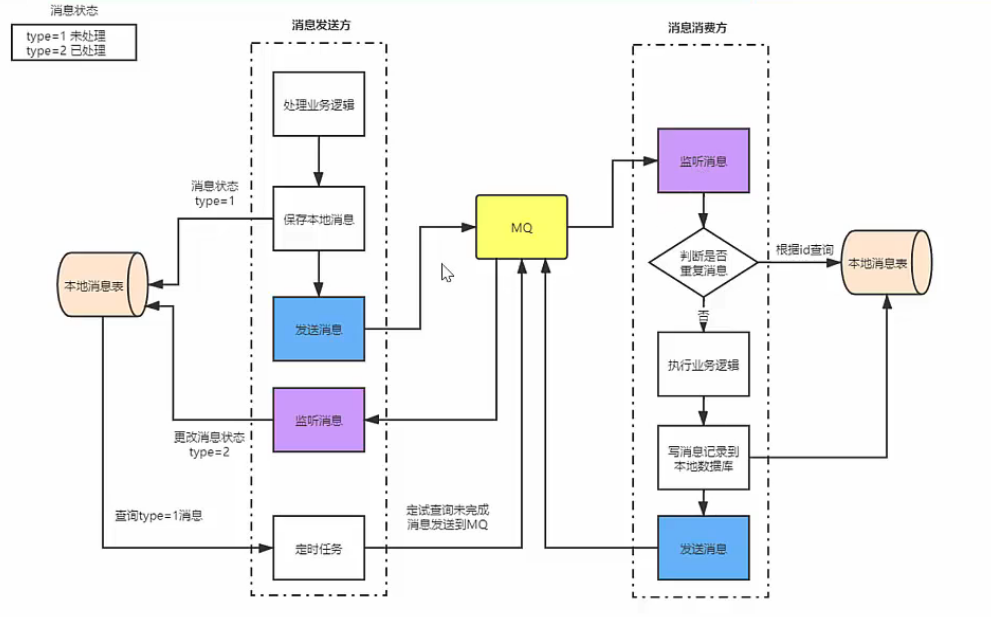 消息状态
type=1 未处理
type=2 已处理
消息发送方
消息消费方
处理业务逻辑
消息状态
type=1
保存本地消息
本地消息表
发送消息
监听消息
更改消息状态
type=2
查询type=1消息
定时任务
定试查询未完成
消息发送到MQ
MQ
监听消息
判断是否
重复消息
根据id查询
本地消息表
否
执行业务逻辑
写消息记录到
本地数据库
发送消息